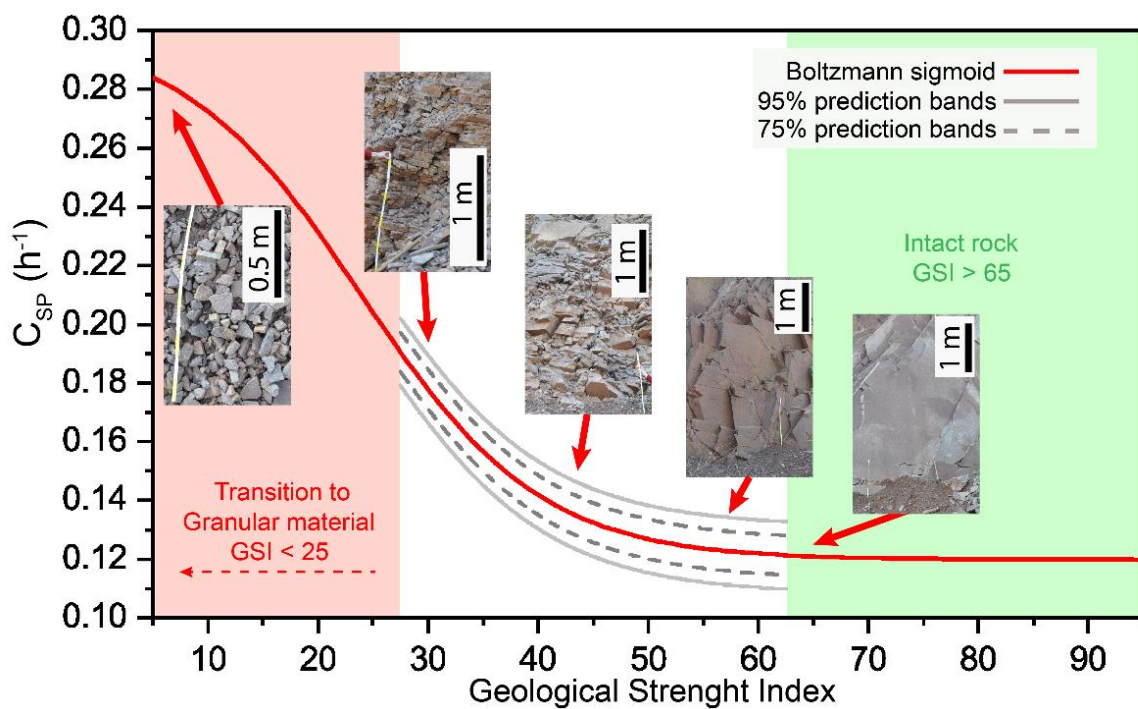 0.30
0.28
0.26
0.24
0.22
0.20
0.18
0.16
0.14
0.12
0.10
C_SP (h⁻¹)
Boltzmann sigmoid
95% prediction bands
75% prediction bands
0.5 m
1 m
1 m
1 m
1 m
Intact rock
GSI > 65
Transition to
Granular material
GSI < 25
10 20 30 40 50 60 70 80 90
Geological Strenght Index